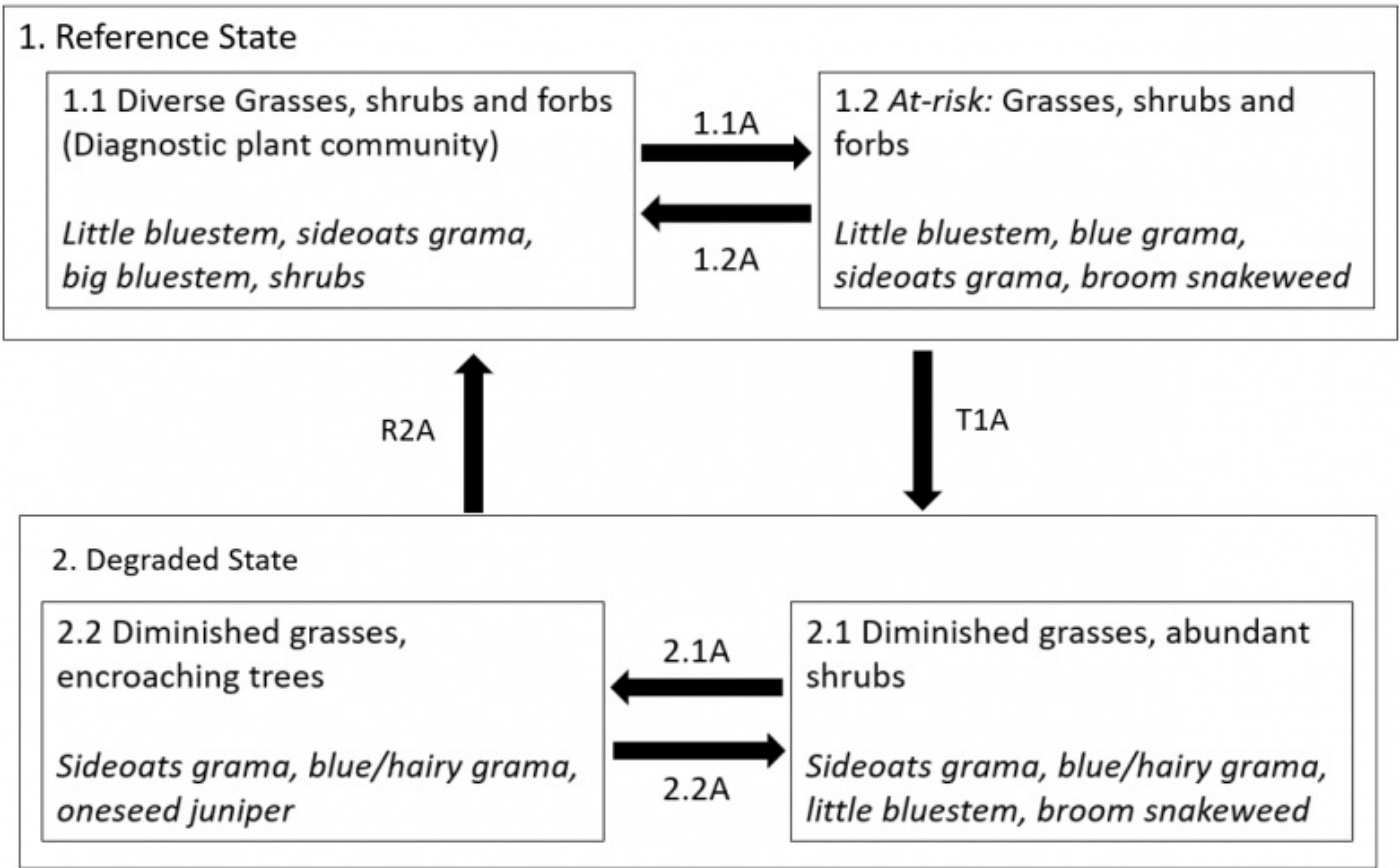 1. Reference State
1.1 Diverse Grasses, shrubs and forbs
(Diagnostic plant community)
Little bluestem, sideoats grama,
big bluestem, shrubs
1.1A
1.2A
1.2 At-risk: Grasses, shrubs and
forbs
Little bluestem, blue grama,
sideoats grama, broom snakeweed
R2A
T1A
2. Degraded State
2.2 Diminished grasses,
encroaching trees
Sideoats grama, blue/hairy grama,
oneseed juniper
2.1A
2.2A
2.1 Diminished grasses, abundant
shrubs
Sideoats grama, blue/hairy grama,
little bluestem, broom snakeweed